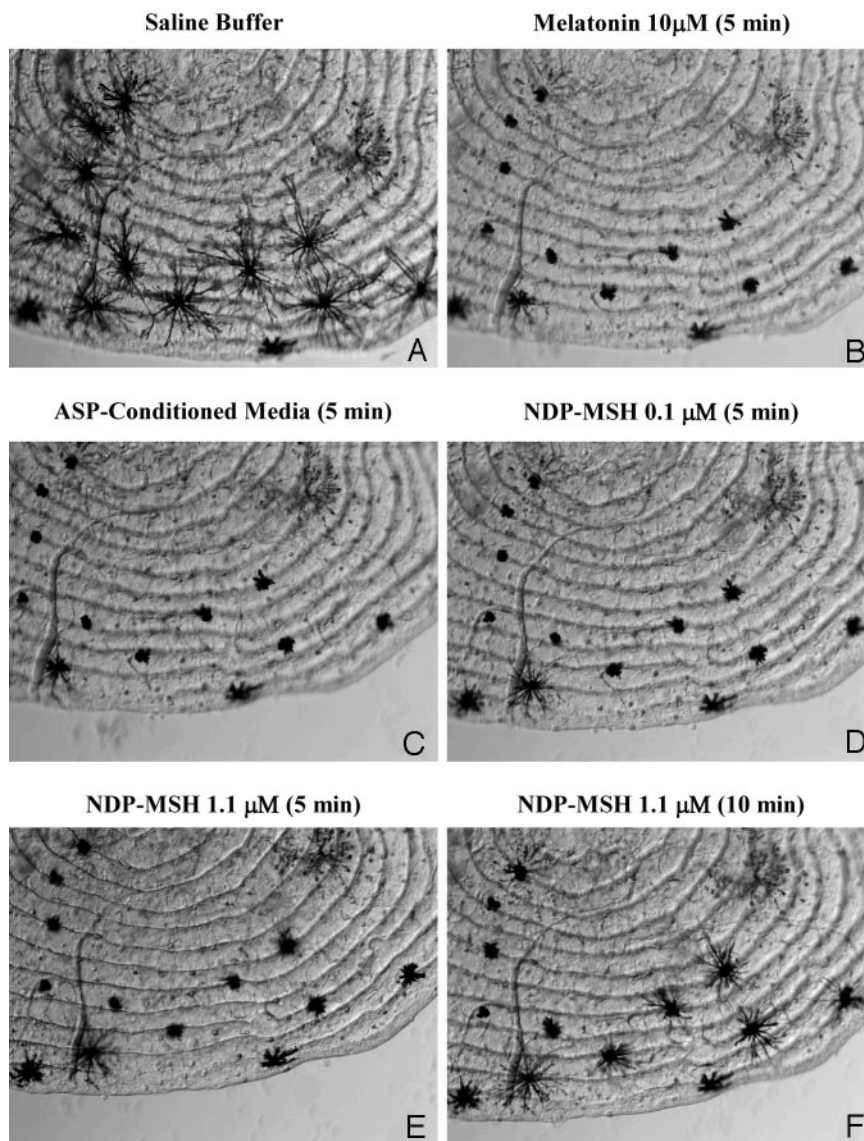 Saline Buffer
Melatonin 10μM (5 min)
A
B
ASP-Conditioned Media (5 min)
NDP-MSH 0.1 μM (5 min)
C
D
NDP-MSH 1.1 μM (5 min)
NDP-MSH 1.1 μM (10 min)
E
F